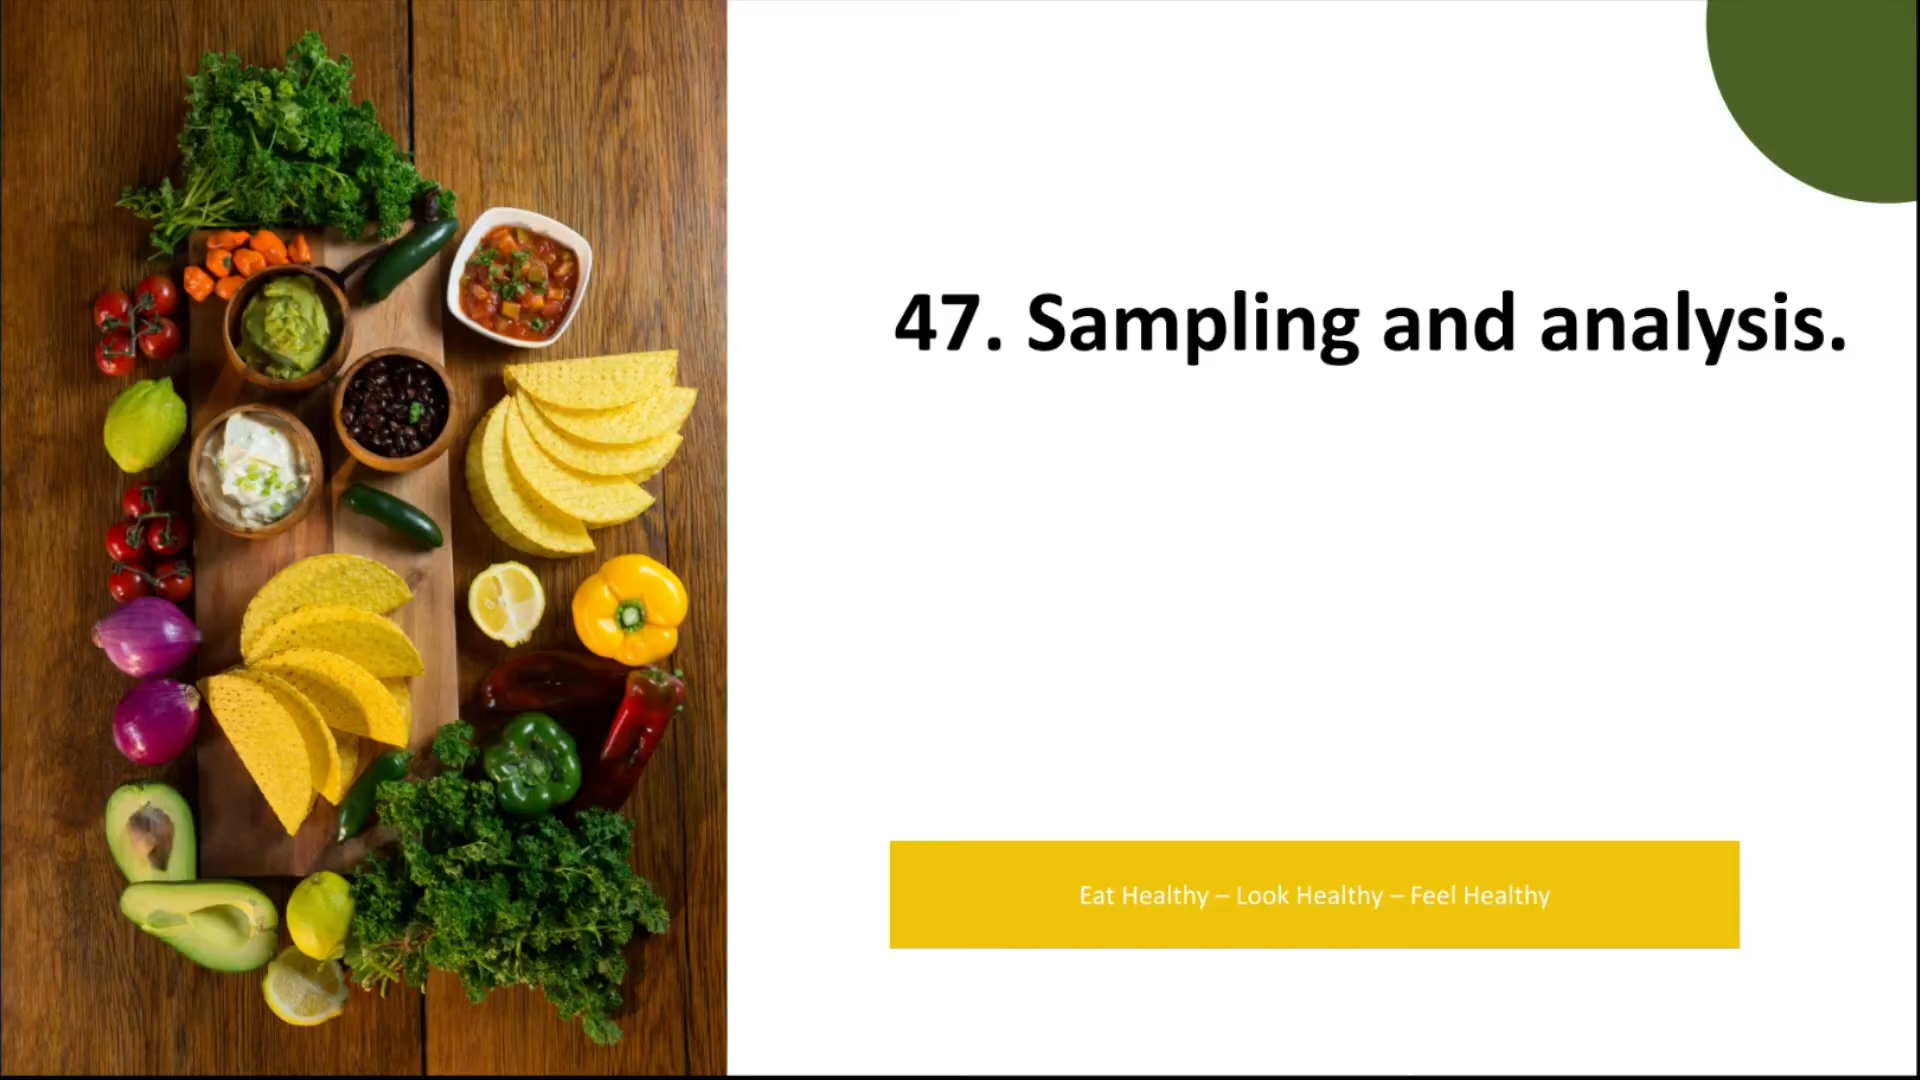 47. Sampling and analysis.
Eat Healthy – Look Healthy – Feel Healthy